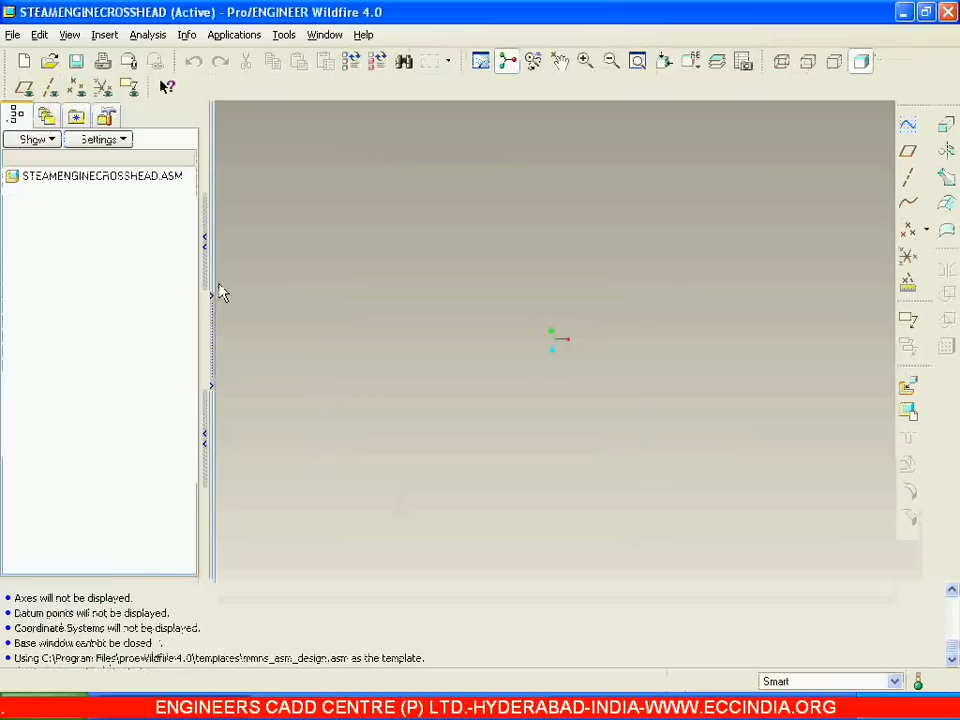 STEAMENGINECROSSHEAD (Active) - Pro/ENGINEER Wildfire 4.0
File Edit View Insert Analysis Info Applications Tools Window Help
Show Settings
STEAMENGINECROSSHEAD.ASM
Axes will not be displayed.
Datum points will not be displayed.
Coordinate Systems will not be displayed.
Base window cannot be closed
Using C:\Program Files\proeWildfire 4.0\templates\mmns_asm_design.asm as the template.
Smart
ENGINEERS CADD CENTRE (P) LTD.-HYDERABAD-INDIA-WWW.ECCINDIA.ORG